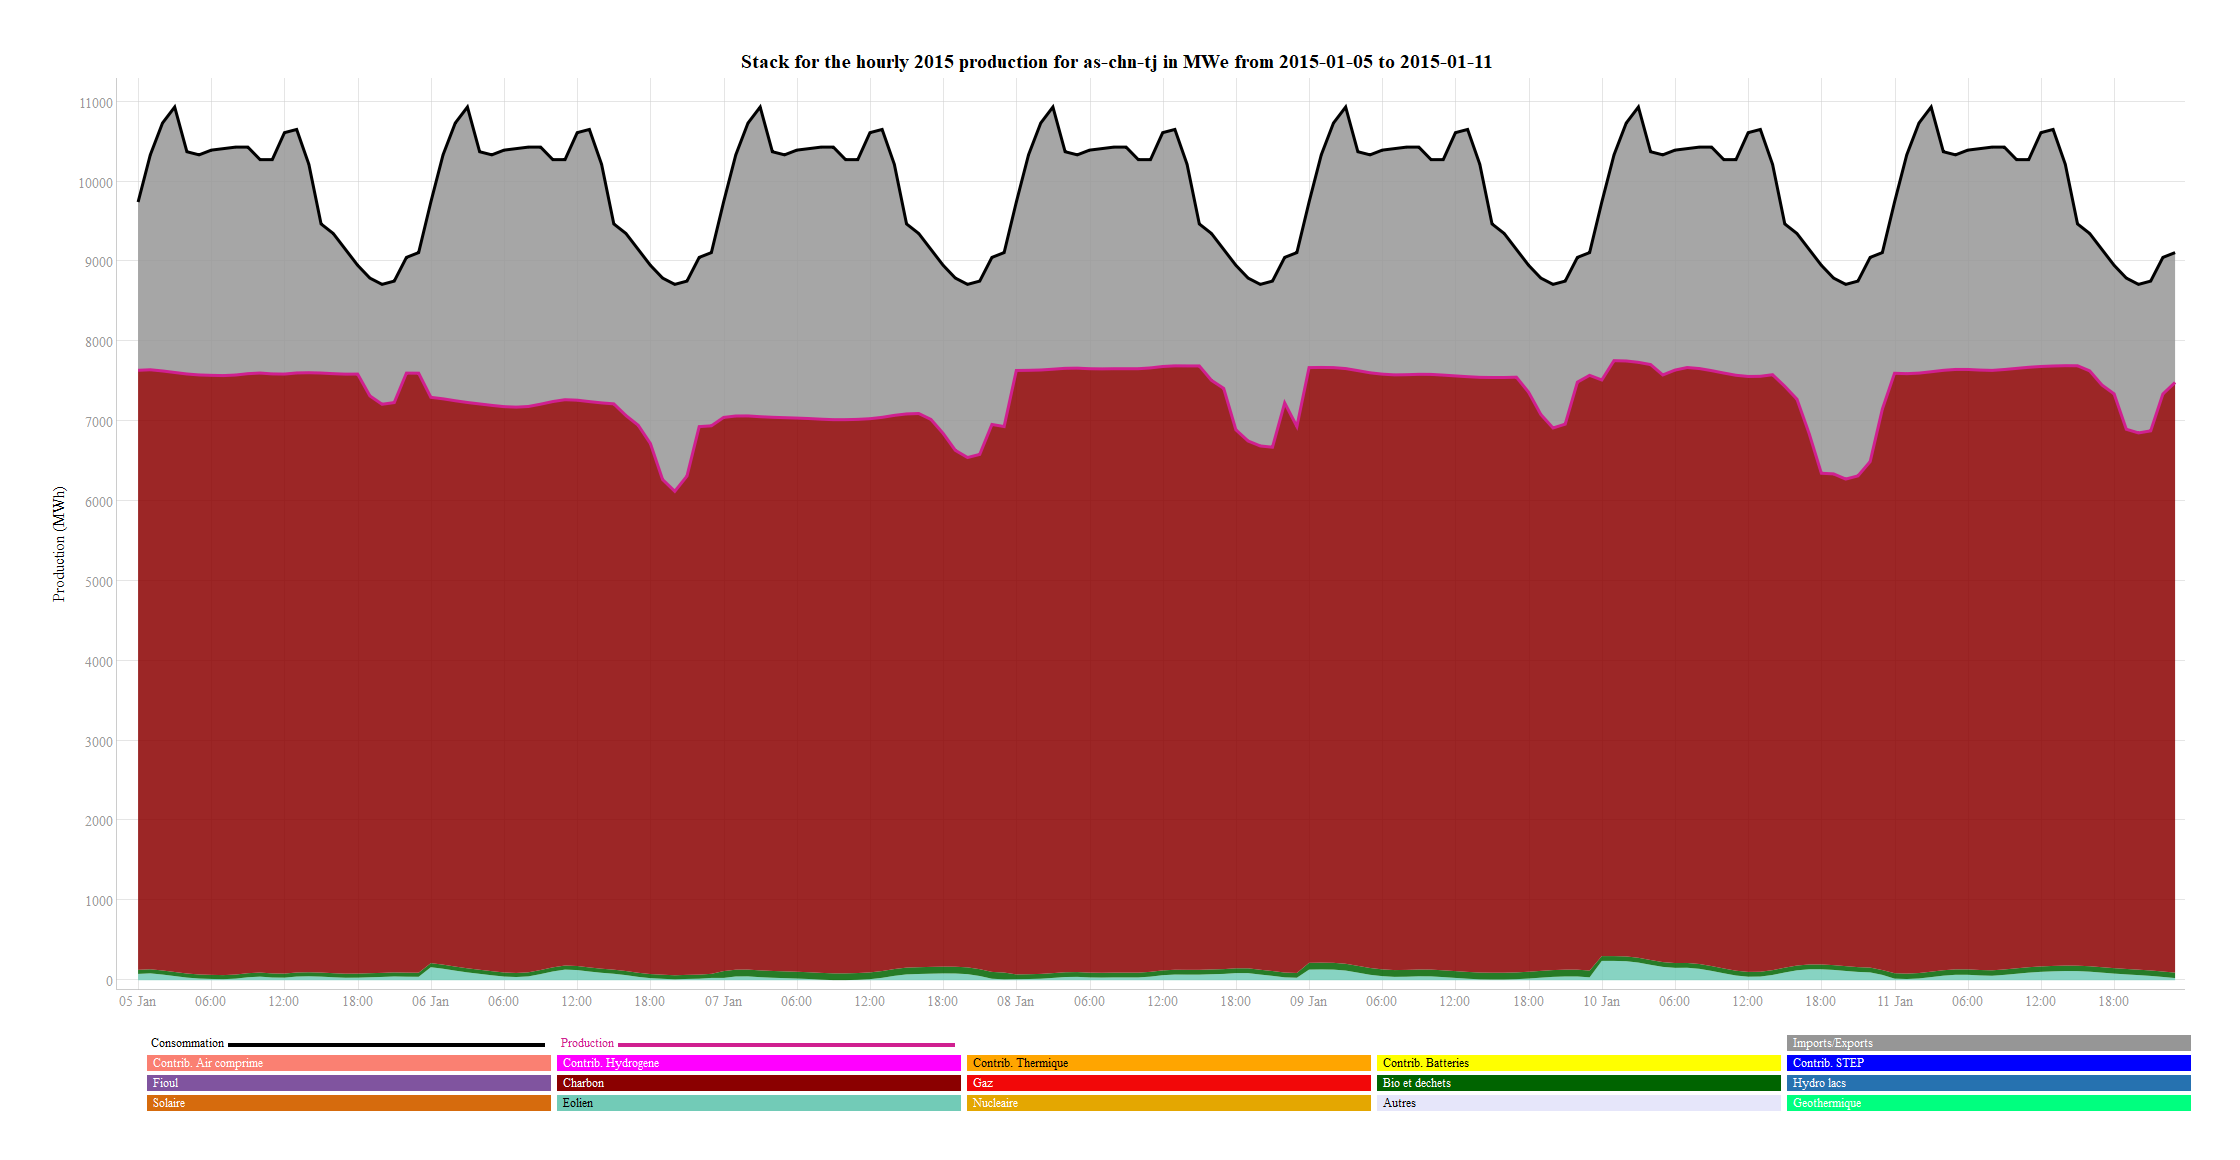 Stack for the hourly 2015 production for as-chn-tj in MWe from 2015-01-05 to 2015-01-11
11000
10000
9000
8000
7000
6000
5000
4000
3000
2000
1000
0
Production (MWh)
05 Jan 06:00 12:00 18:00 06 Jan 06:00 12:00 18:00 07 Jan 06:00 12:00 18:00 08 Jan 06:00 12:00 18:00 09 Jan 06:00 12:00 18:00 10 Jan 06:00 12:00 18:00 11 Jan 06:00 12:00 18:00
Consommation Production Imports/Exports
Contrib. Air comprime Contrib. Hydrogene Contrib. Thermique Contrib. Batteries Contrib. STEP
Fioul Charbon Gaz Bio et dechets Hydro lacs
Solaire Eolien Nucleaire Autres Geothermique